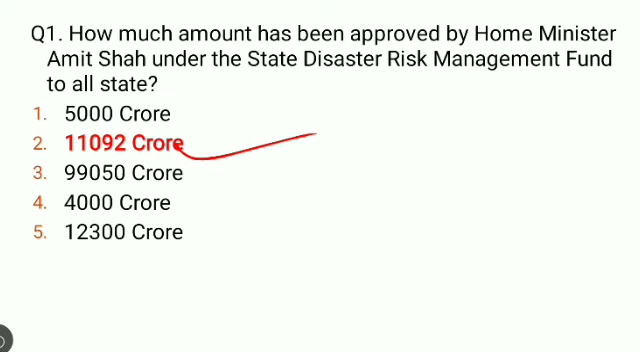 Q1. How much amount has been approved by Home Minister
Amit Shah under the State Disaster Risk Management Fund
to all state?
1. 5000 Crore
2. 11092 Crore
3. 99050 Crore
4. 4000 Crore
5. 12300 Crore